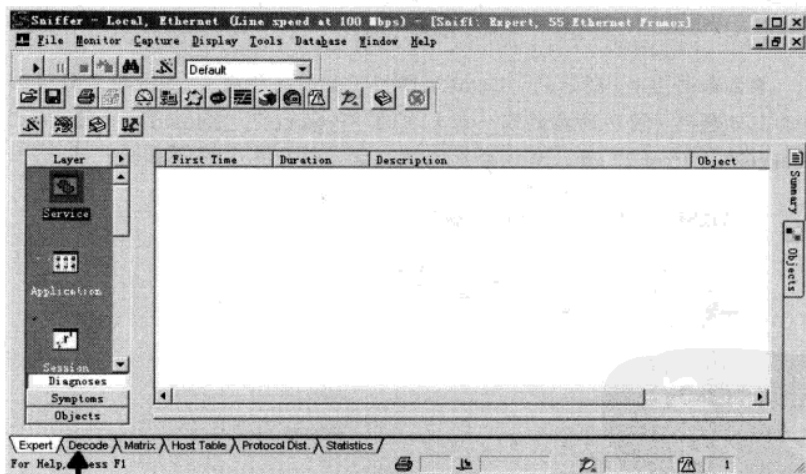 Sniffer - Local, Ethernet (Line speed at 100 Mbps) - [Snif1: Expert, 55 Ethernet Frames]
File Monitor Capture Display Tools Database Window Help
Default
Layer
First Time Duration Description Object
Service
Application
Session
Diagnoses
Symptoms
Objects
Summary
Objects
Expert Decode Matrix Host Table Protocol Dist. Statistics
For Help, press F1
1